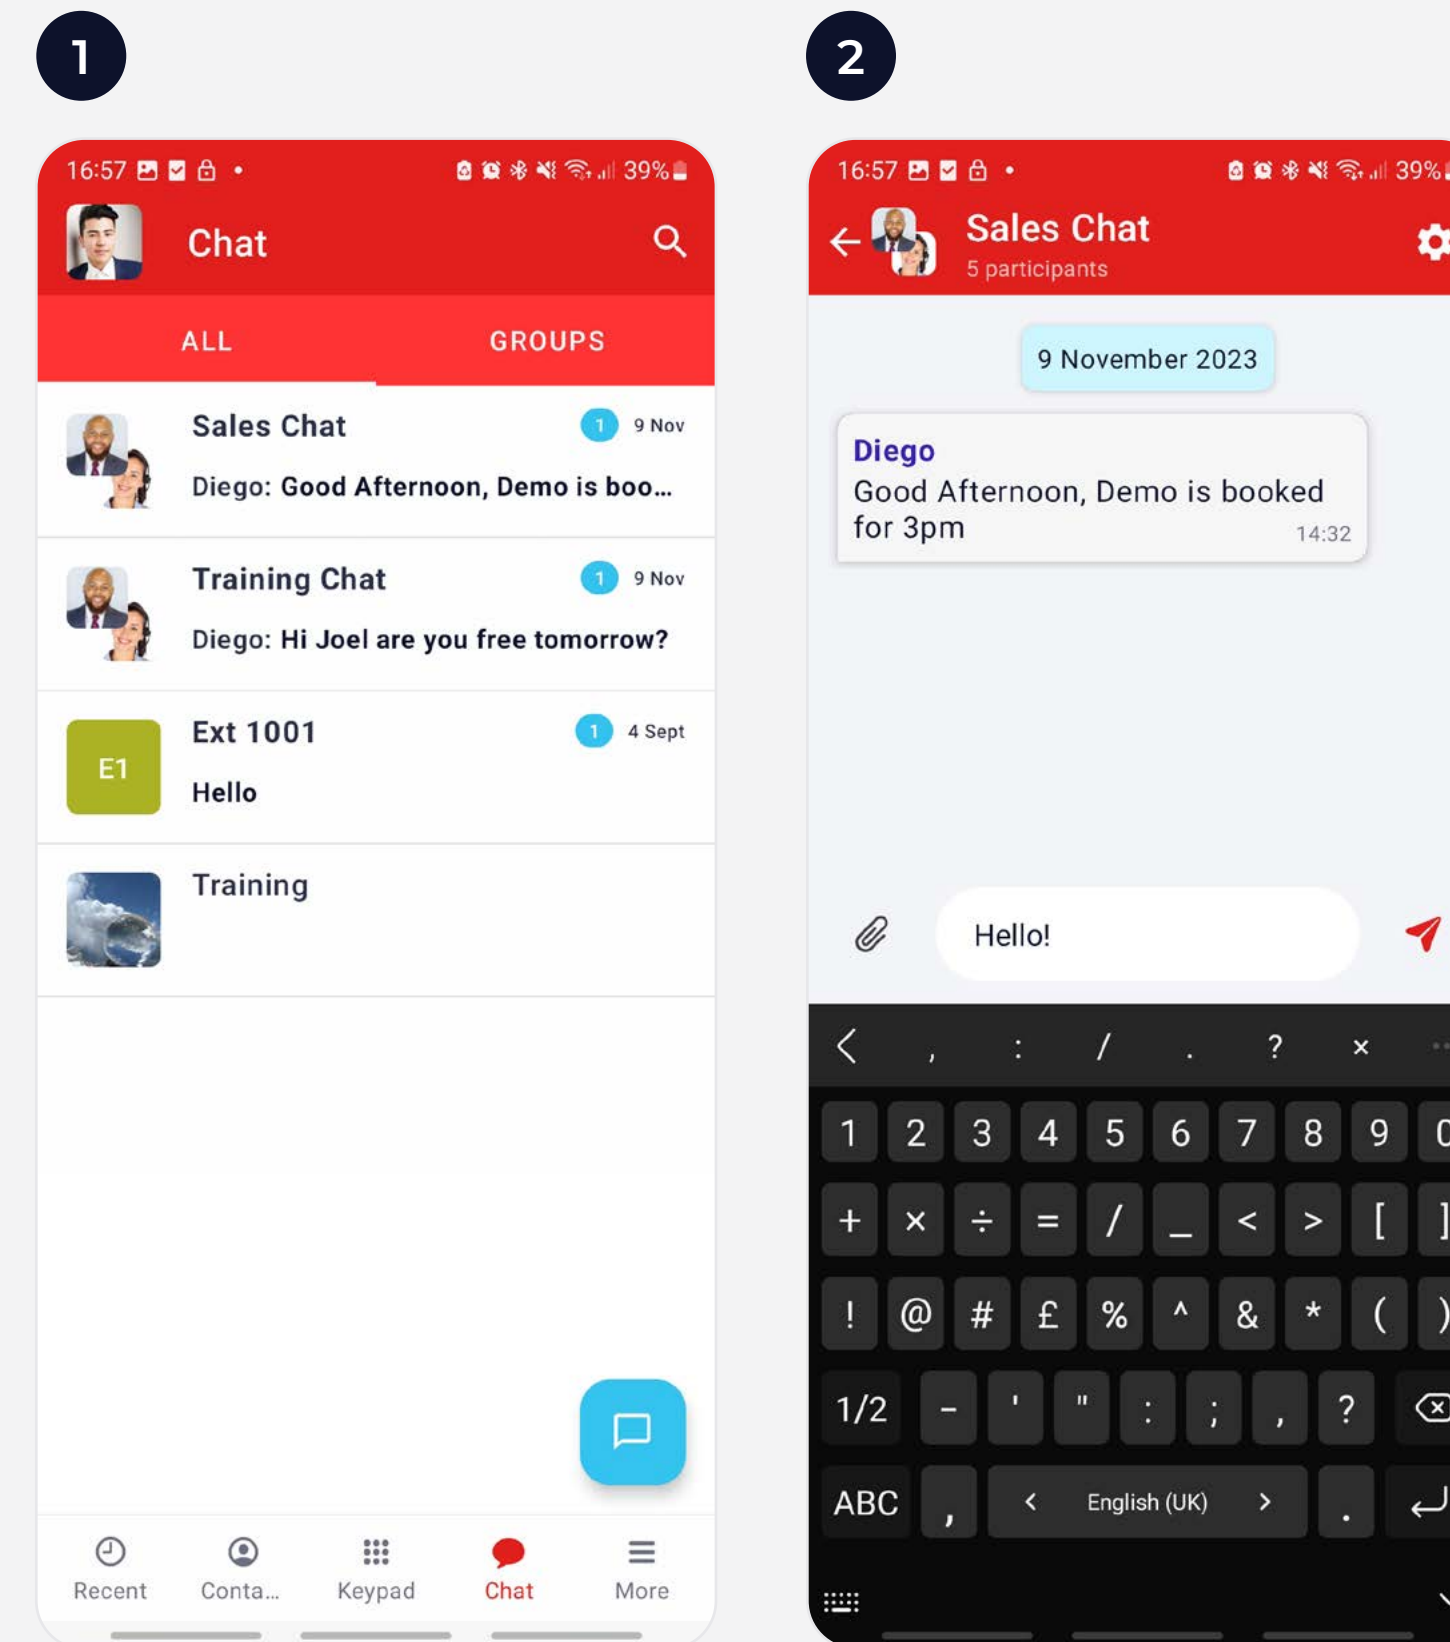 1
16:57
39%
Chat
ALL
GROUPS
Sales Chat
1
9 Nov
Diego: Good Afternoon, Demo is boo...
Training Chat
1
9 Nov
Diego: Hi Joel are you free tomorrow?
E1
Ext 1001
1
4 Sept
Hello
Training
Recent
Conta...
Keypad
Chat
More
2
16:57
39%
Sales Chat
5 participants
9 November 2023
Diego
Good Afternoon, Demo is booked
for 3pm
14:32
Hello!
, : / . ? ×
1 2 3 4 5 6 7 8 9 0
+ × ÷ = / _ < > [ ]
! @ # £ % ^ & * ( )
1/2 - ' " : ; , ?
ABC , < English (UK) > .